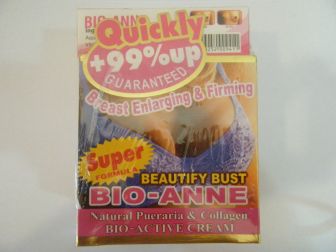 BIO-ANNE
Quickly
+99%up
GUARANTEED
Breast Enlarging & Firming
Super
FORMULA
BEAUTIFY BUST
BIO-ANNE
Natural Pueraria & Collagen
BIO-ACTIVE CREAM